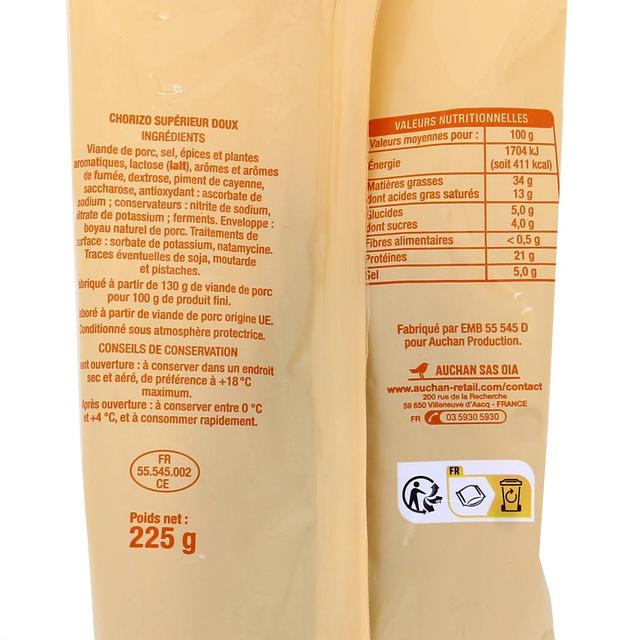 CHORIZO SUPÉRIEUR DOUX
INGRÉDIENTS
Viande de porc, sel, épices et plantes
aromatiques, lactose (lait), arômes et arômes
de fumée, dextrose, piment de cayenne,
saccharose, antioxydant : ascorbate de
sodium ; conservateurs : nitrite de sodium,
nitrate de potassium ; ferments. Enveloppe :
boyau naturel de porc. Traitements de
surface : sorbate de potassium, natamycine.
Traces éventuelles de soja, moutarde
et pistaches.
abriqué à partir de 130 g de viande de porc
pour 100 g de produit fini.
aboré à partir de viande de porc origine UE.
Conditionné sous atmosphère protectrice.
CONSEILS DE CONSERVATION
ant ouverture : à conserver dans un endroit
sec et aéré, de préférence à +18°C
maximum.
Après ouverture : à conserver entre 0 °C
et +4 °C, et à consommer rapidement.
FR
55.545.002
CE
Poids net :
225 g
VALEURS NUTRITIONNELLES
Valeurs moyennes pour : 100 g
Énergie 1704 kJ
(soit 411 kcal)
Matières grasses 34 g
dont acides gras saturés 13 g
Glucides 5,0 g
dont sucres 4,0 g
Fibres alimentaires < 0,5 g
Protéines 21 g
Sel 5,0 g
Fabriqué par EMB 55 545 D
pour Auchan Production.
AUCHAN SAS OIA
www.auchan-retail.com/contact
200 rue de la Recherche
59 650 Villeneuve d'Ascq - FRANCE
FR 03 5930 5930
FR